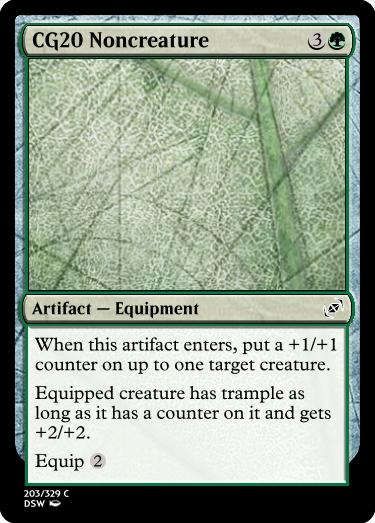 CG20 Noncreature 3
Artifact — Equipment
When this artifact enters, put a +1/+1
counter on up to one target creature.
Equipped creature has trample as
long as it has a counter on it and gets
+2/+2.
Equip 2
203/329 C
DSW